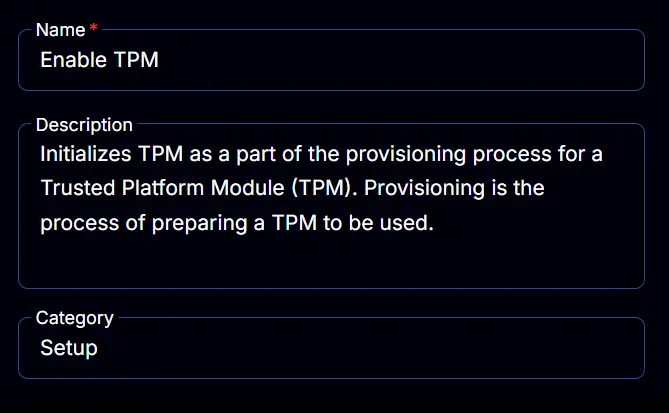 Name *
Enable TPM
Description
Initializes TPM as a part of the provisioning process for a
Trusted Platform Module (TPM). Provisioning is the
process of preparing a TPM to be used.
Category
Setup